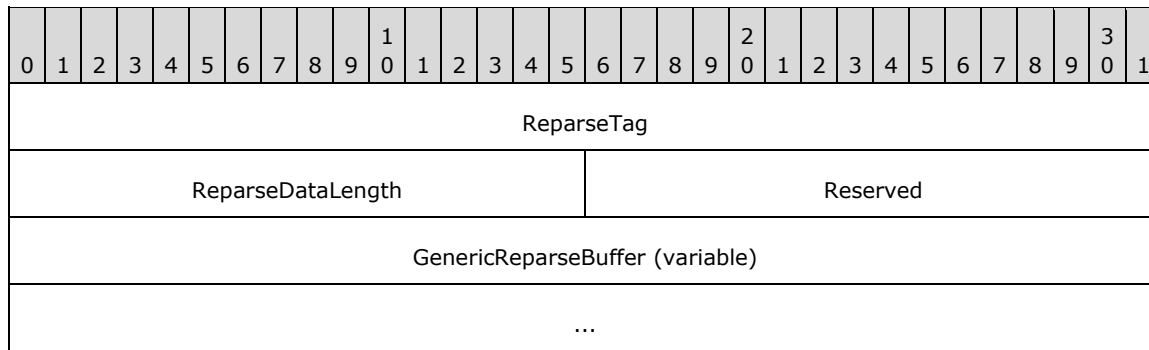 1 2 3
0 1 2 3 4 5 6 7 8 9 0 1 2 3 4 5 6 7 8 9 0 1 2 3 4 5 6 7 8 9 0 1
ReparseTag
ReparseDataLength Reserved
GenericReparseBuffer (variable)
...